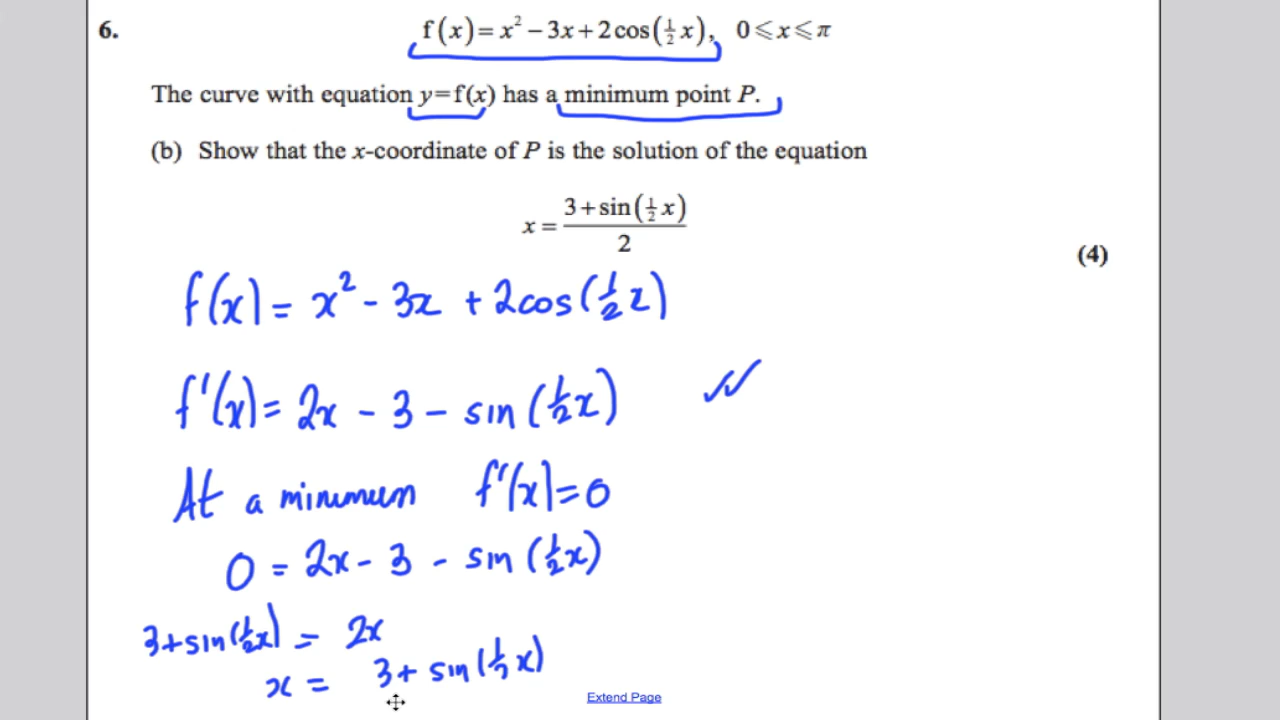 6. f(x)=x² − 3x + 2cos(½x), 0⩽x⩽π
The curve with equation y=f(x) has a minimum point P.
(b) Show that the x-coordinate of P is the solution of the equation
x = (3+sin(½x))/2
(4)
f(x) = x² - 3x + 2cos(½x)
f'(x) = 2x - 3 - sin(½x)
At a minimum f'(x)=0
0 = 2x - 3 - sin(½x)
3+sin(½x) = 2x
x = 3+ sin(½x)
Extend Page